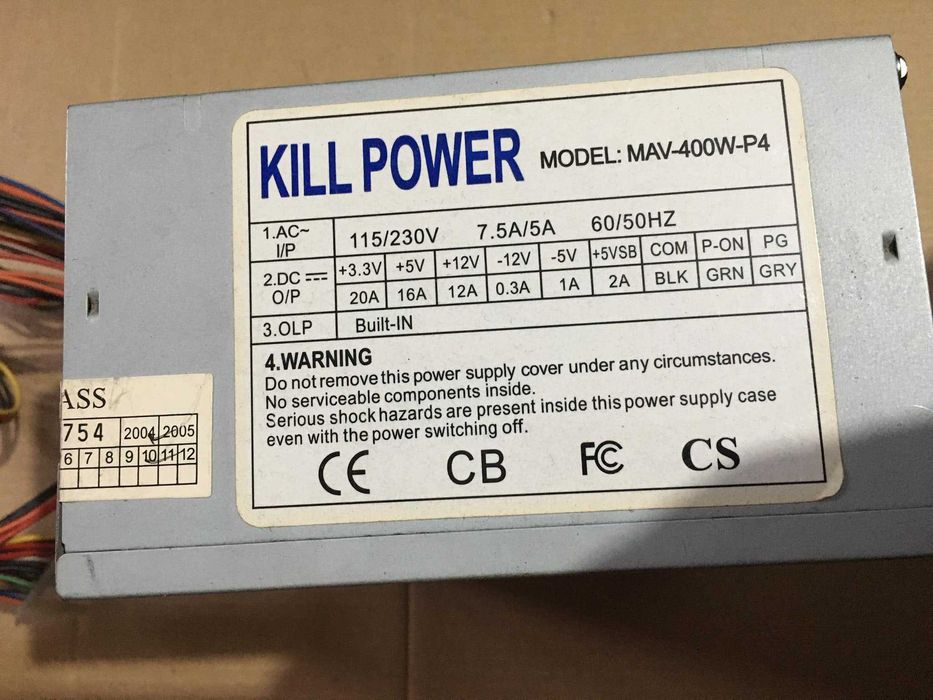 KILL POWER MODEL: MAV-400W-P4
1.AC~ I/P 115/230V 7.5A/5A 60/50HZ
2.DC O/P +3.3V +5V +12V -12V -5V +5VSB COM P-ON PG
20A 16A 12A 0.3A 1A 2A BLK GRN GRY
3.OLP Built-IN
4.WARNING
Do not remove this power supply cover under any circumstances.
No serviceable components inside.
Serious shock hazards are present inside this power supply case
even with the power switching off.
CE CB FC CS
ASS
754 2004 2005
6 7 8 9 10 11 12